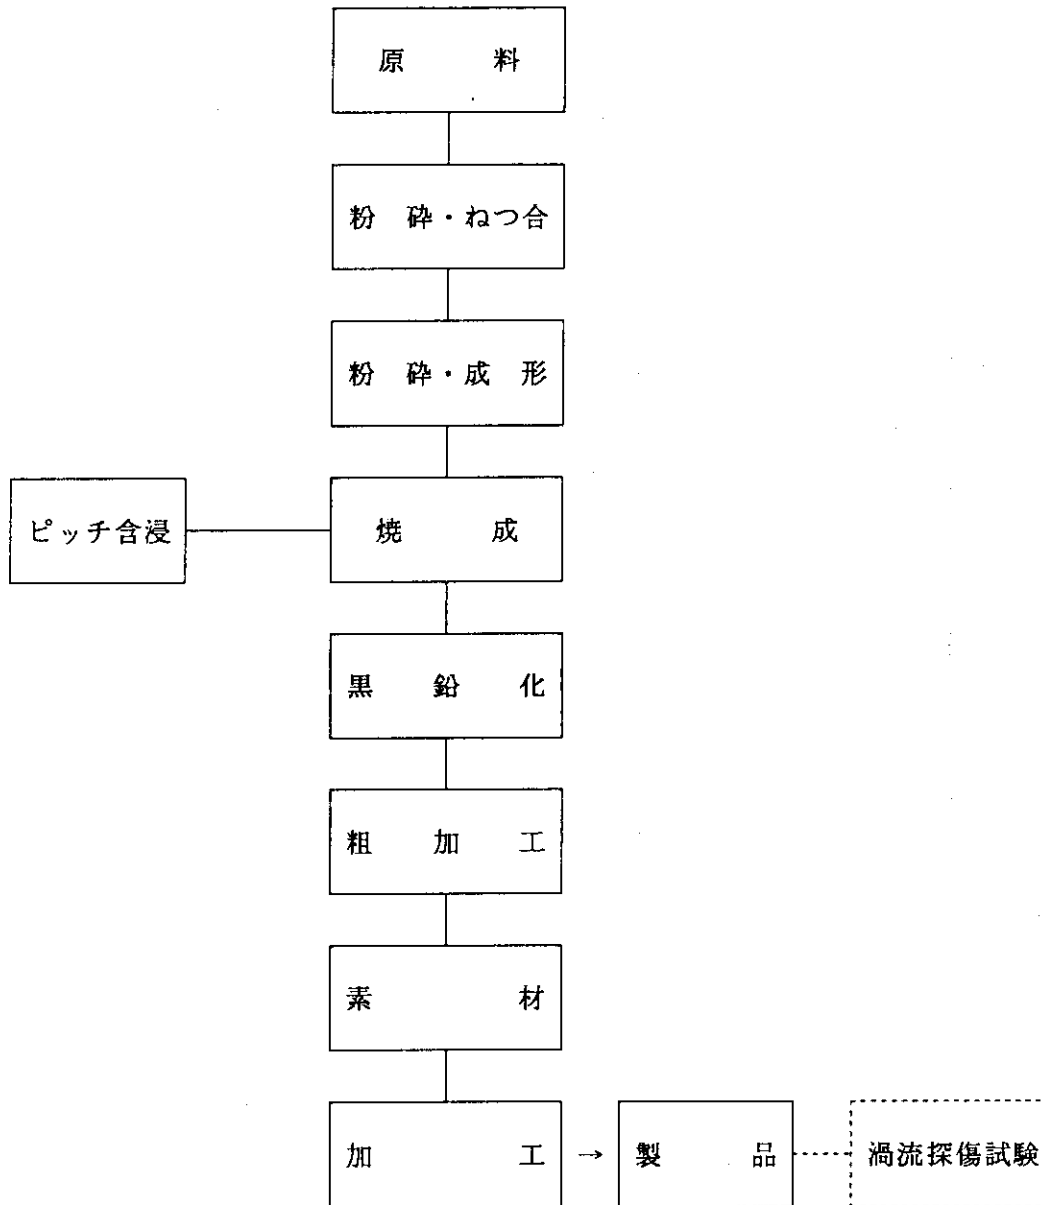 原料
粉砕・ねつ合
粉砕・成形
ピッチ含浸
焼成
黒鉛化
粗加工
素材
加工
→
製品
渦流探傷試験